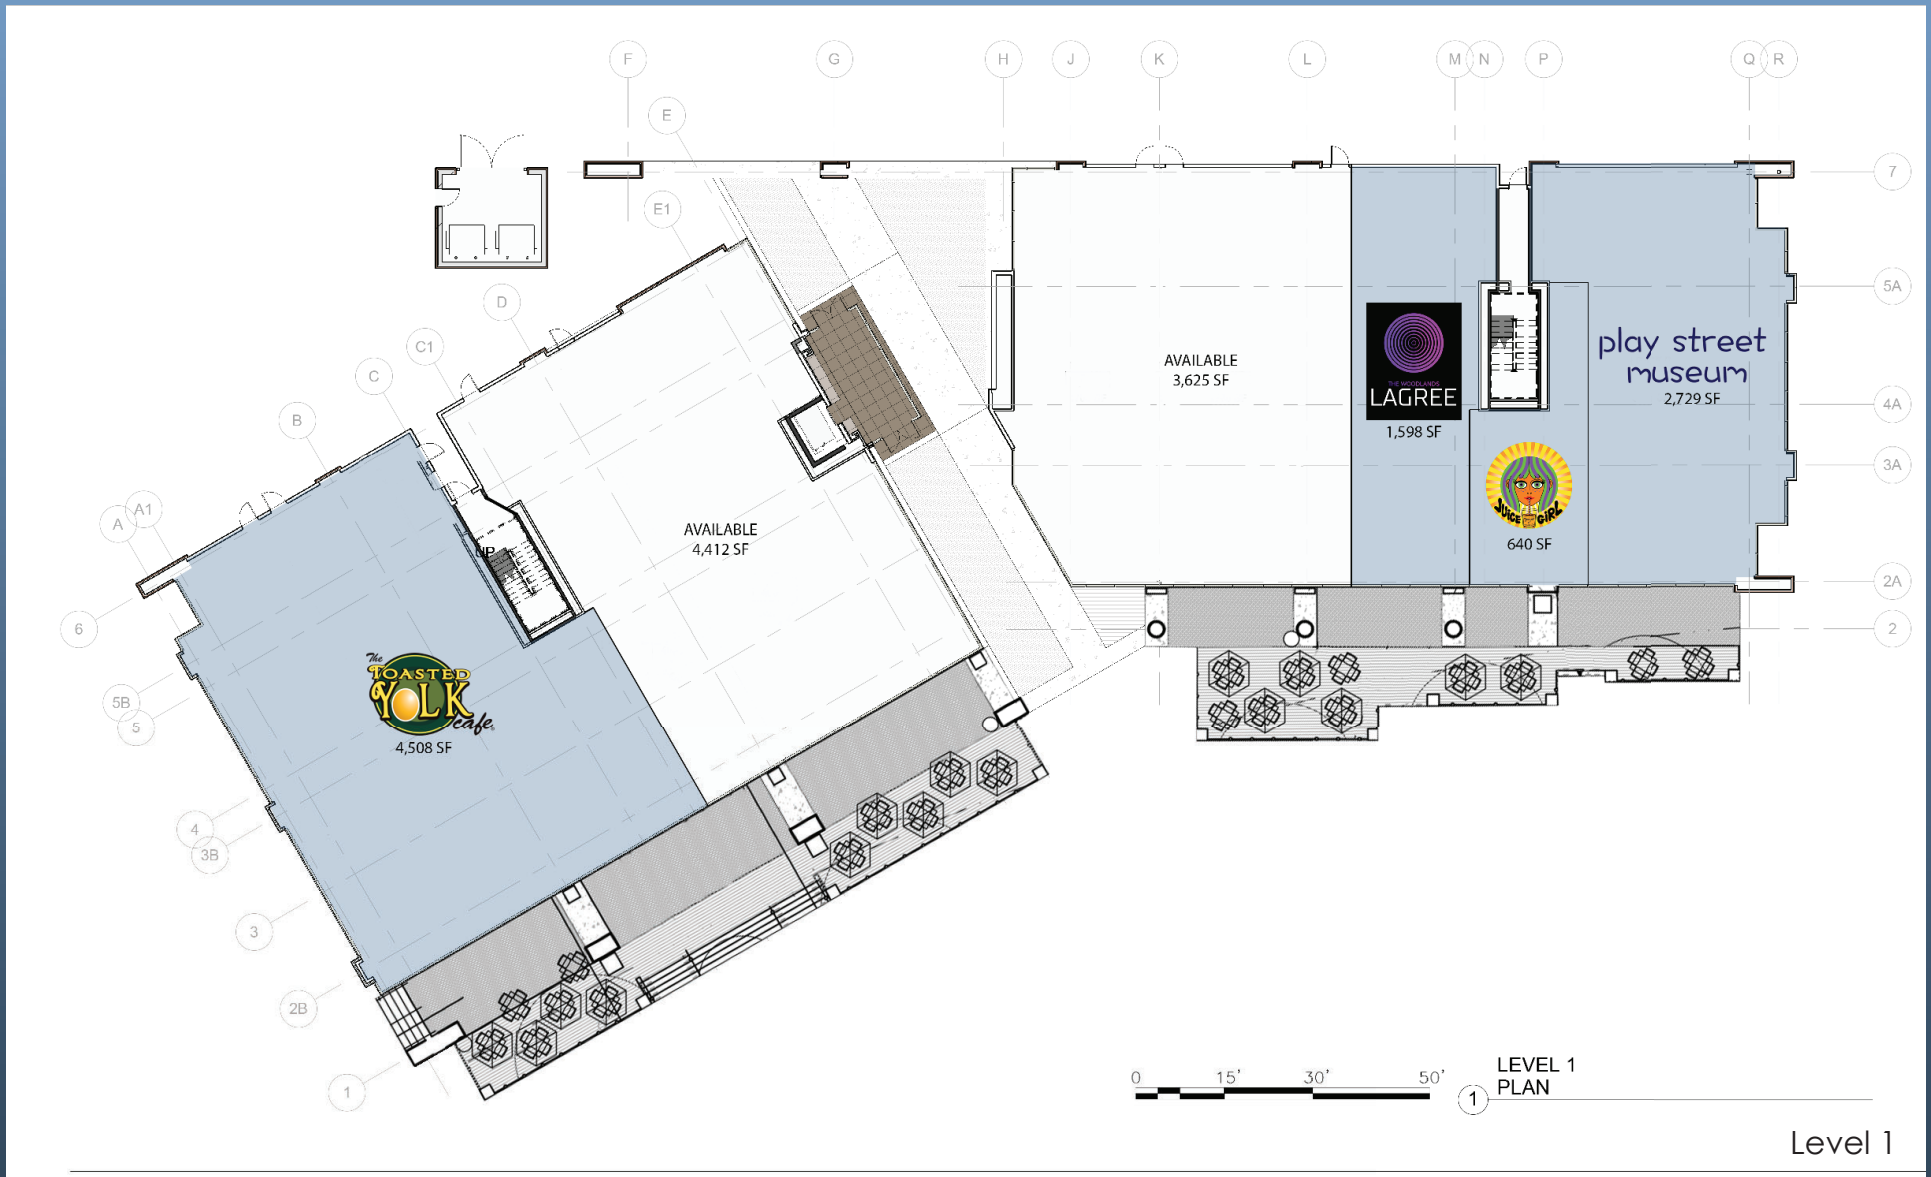 F
G
H
J
K
L
M
N
P
Q
R
E
E1
D
C1
C
B
A1
A
7
5A
4A
3A
2A
2
6
5B
5
4
3B
3
2B
1
AVAILABLE
3,625 SF
THE WOODLANDS
LAGREE
1,598 SF
play street
museum
2,729 SF
JUICE GIRL
640 SF
AVAILABLE
4,412 SF
UP
The
TOASTED
YOLK
cafe
4,508 SF
0 15' 30' 50'
1
LEVEL 1
PLAN
Level 1